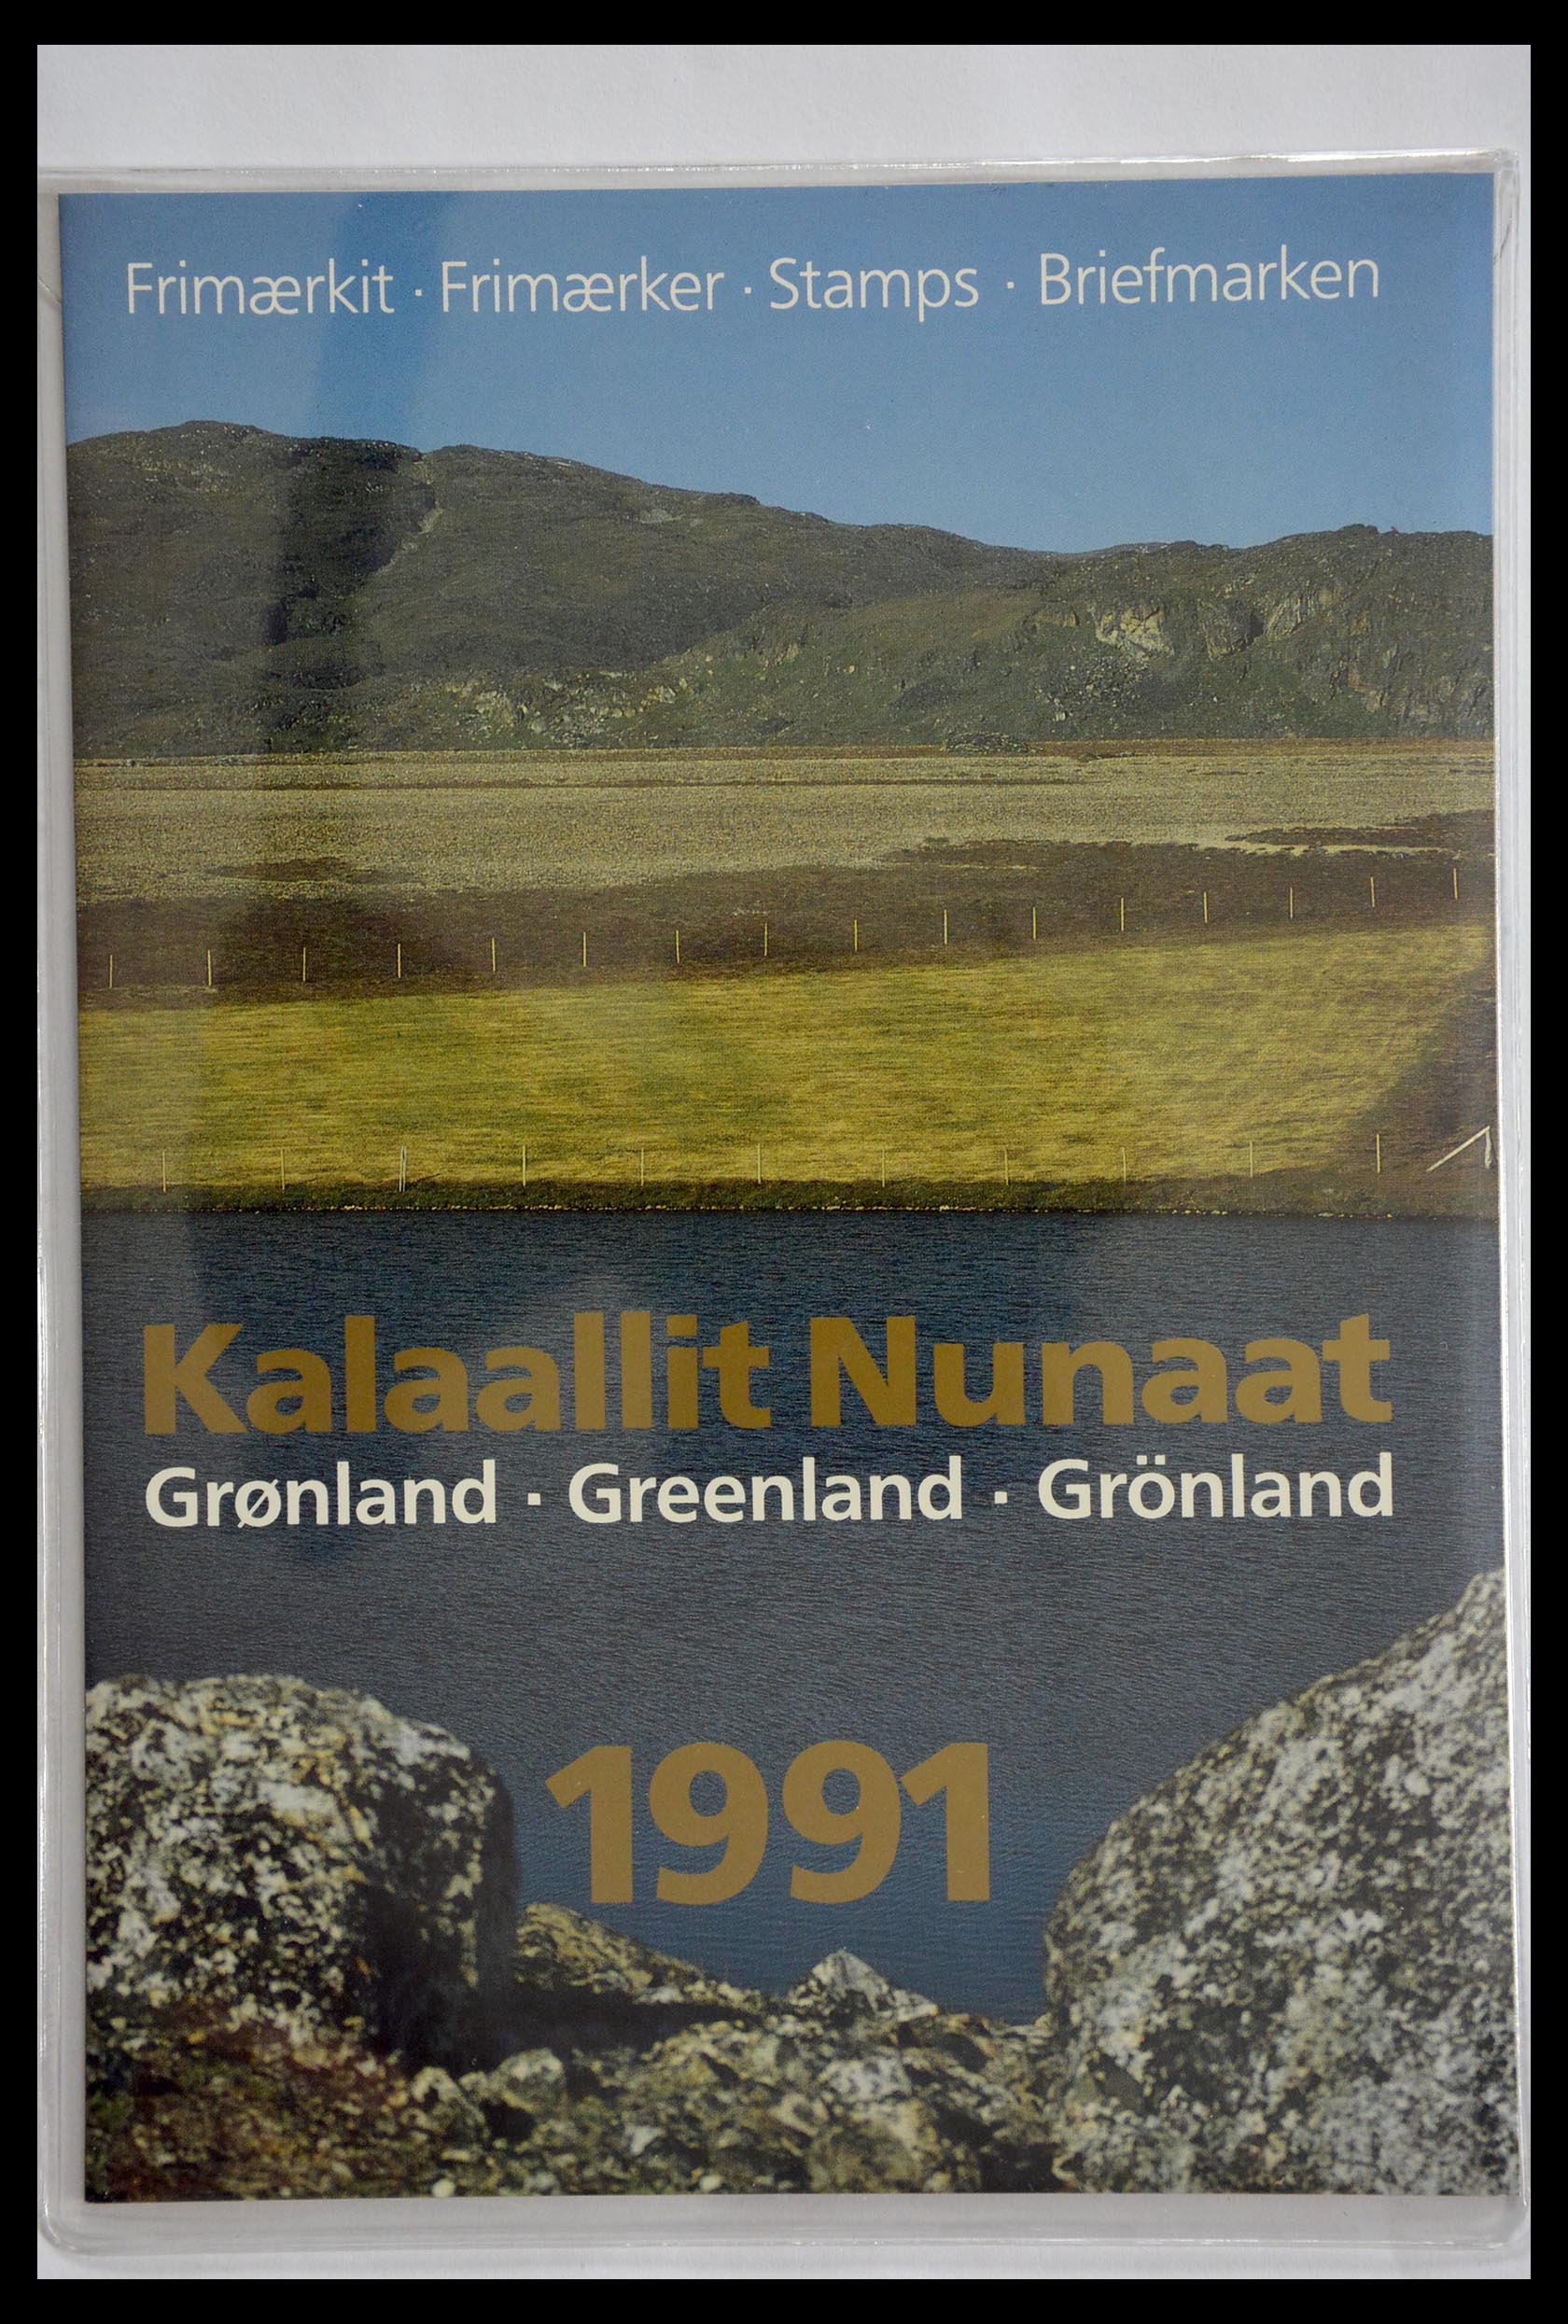 Frimærkit · Frimærker · Stamps · Briefmarken
Kalaallit Nunaat
Grønland · Greenland · Grönland
1991